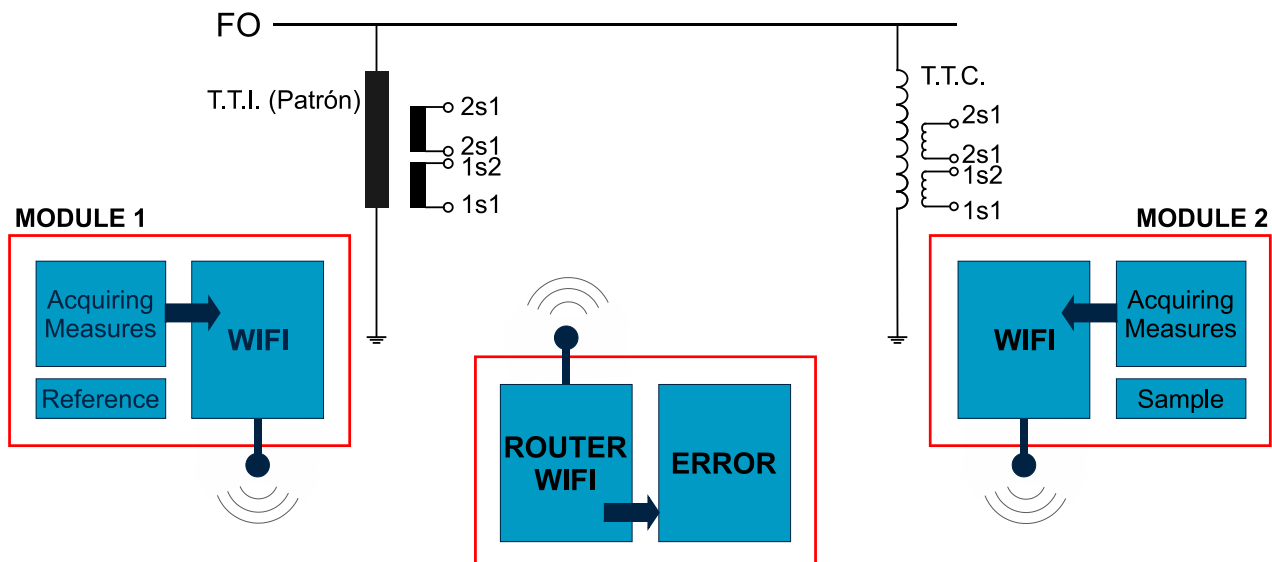 FO
T.T.I. (Patrón)
2s1
2s1
1s2
1s1
T.T.C.
2s1
2s1
1s2
1s1
MODULE 1
Acquiring
Measures
WIFI
Reference
ROUTER
WIFI
ERROR
MODULE 2
WIFI
Acquiring
Measures
Sample